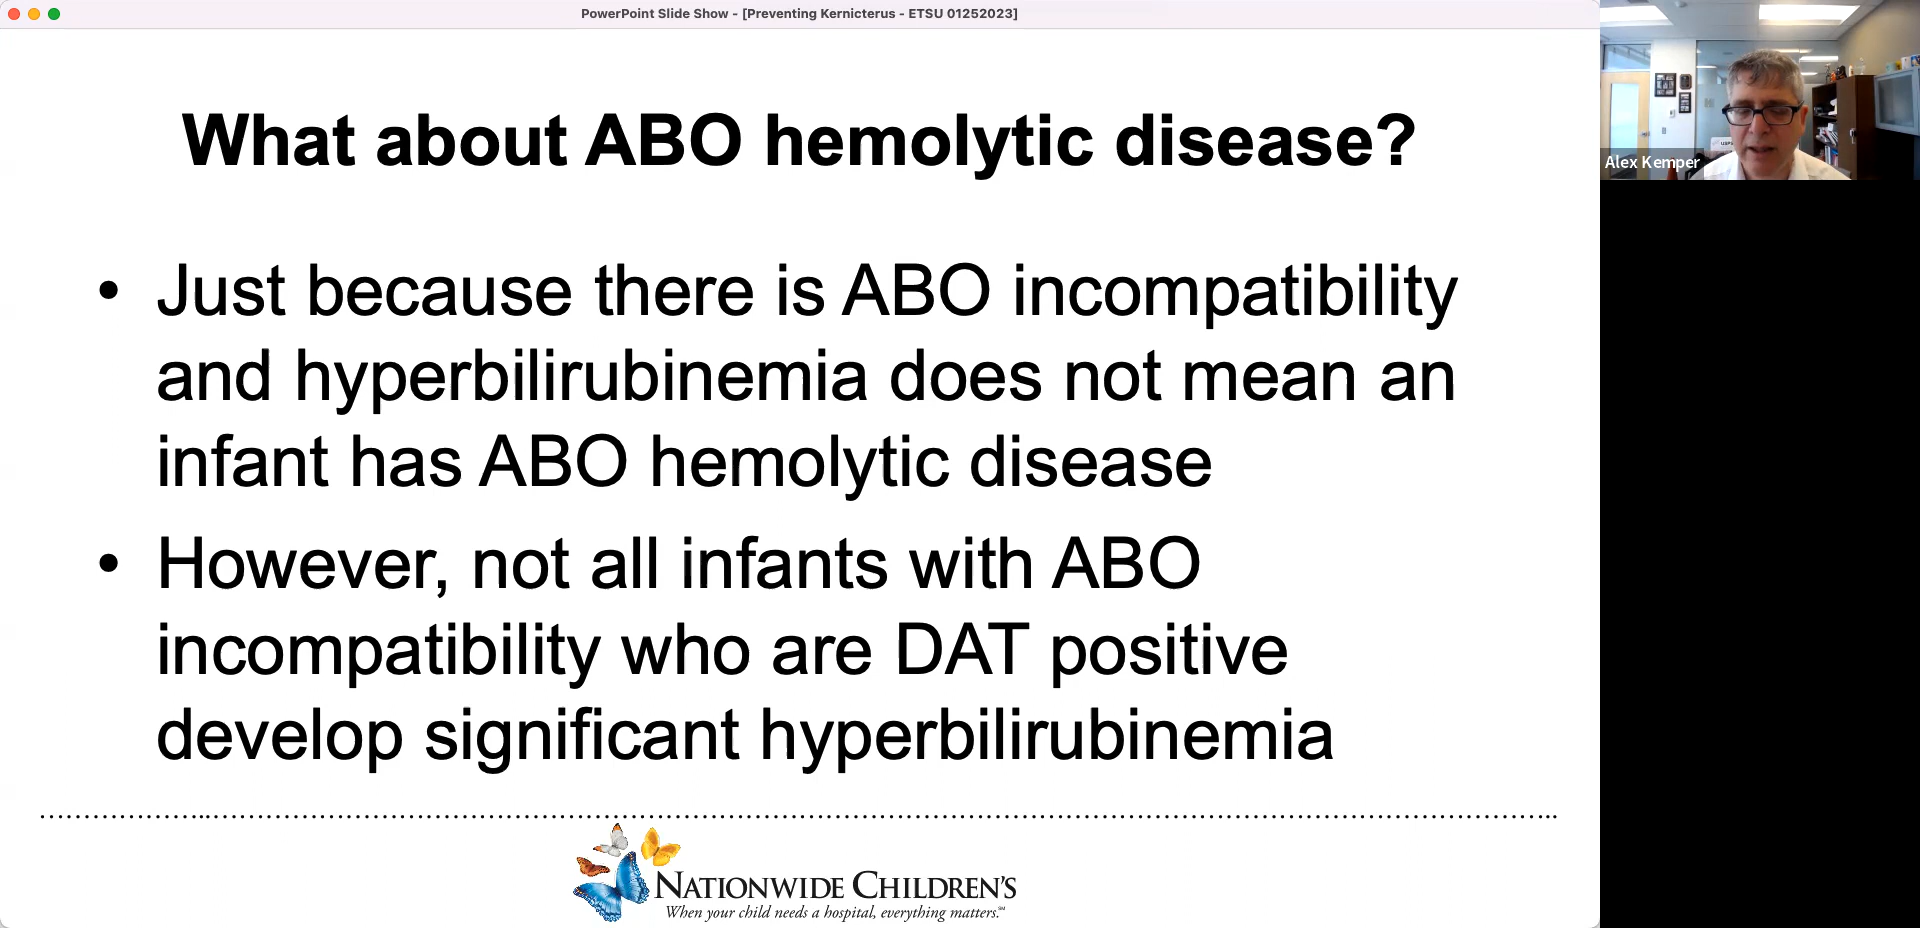 PowerPoint Slide Show - [Preventing Kernicterus - ETSU 01252023]
What about ABO hemolytic disease?
• Just because there is ABO incompatibility
and hyperbilirubinemia does not mean an
infant has ABO hemolytic disease
• However, not all infants with ABO
incompatibility who are DAT positive
develop significant hyperbilirubinemia
NATIONWIDE CHILDREN'S
When your child needs a hospital, everything matters.℠
Alex Kemper